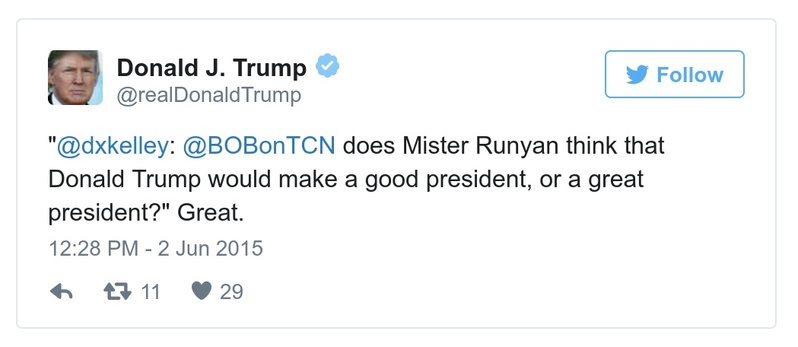 Donald J. Trump
@realDonaldTrump
Follow
"@dxkelley: @BOBonTCN does Mister Runyan think that
Donald Trump would make a good president, or a great
president?" Great.
12:28 PM - 2 Jun 2015
11 29